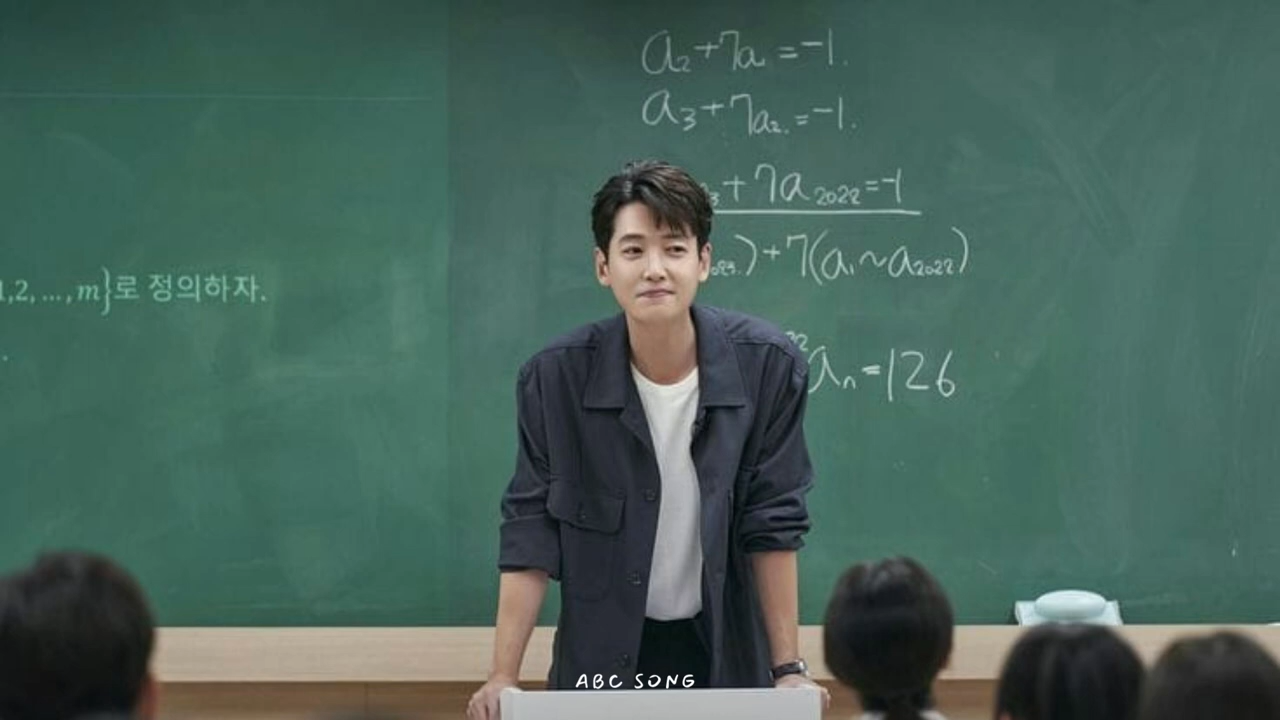 1,2, ..., m}로 정의하자.
a₂+7a₁=-1.
a₃+7a₂.=-1.
₃+7a₂₀₂₂=-1
)+7(a₁~a₂₀₂₂)
aₙ=126
ABC SONG